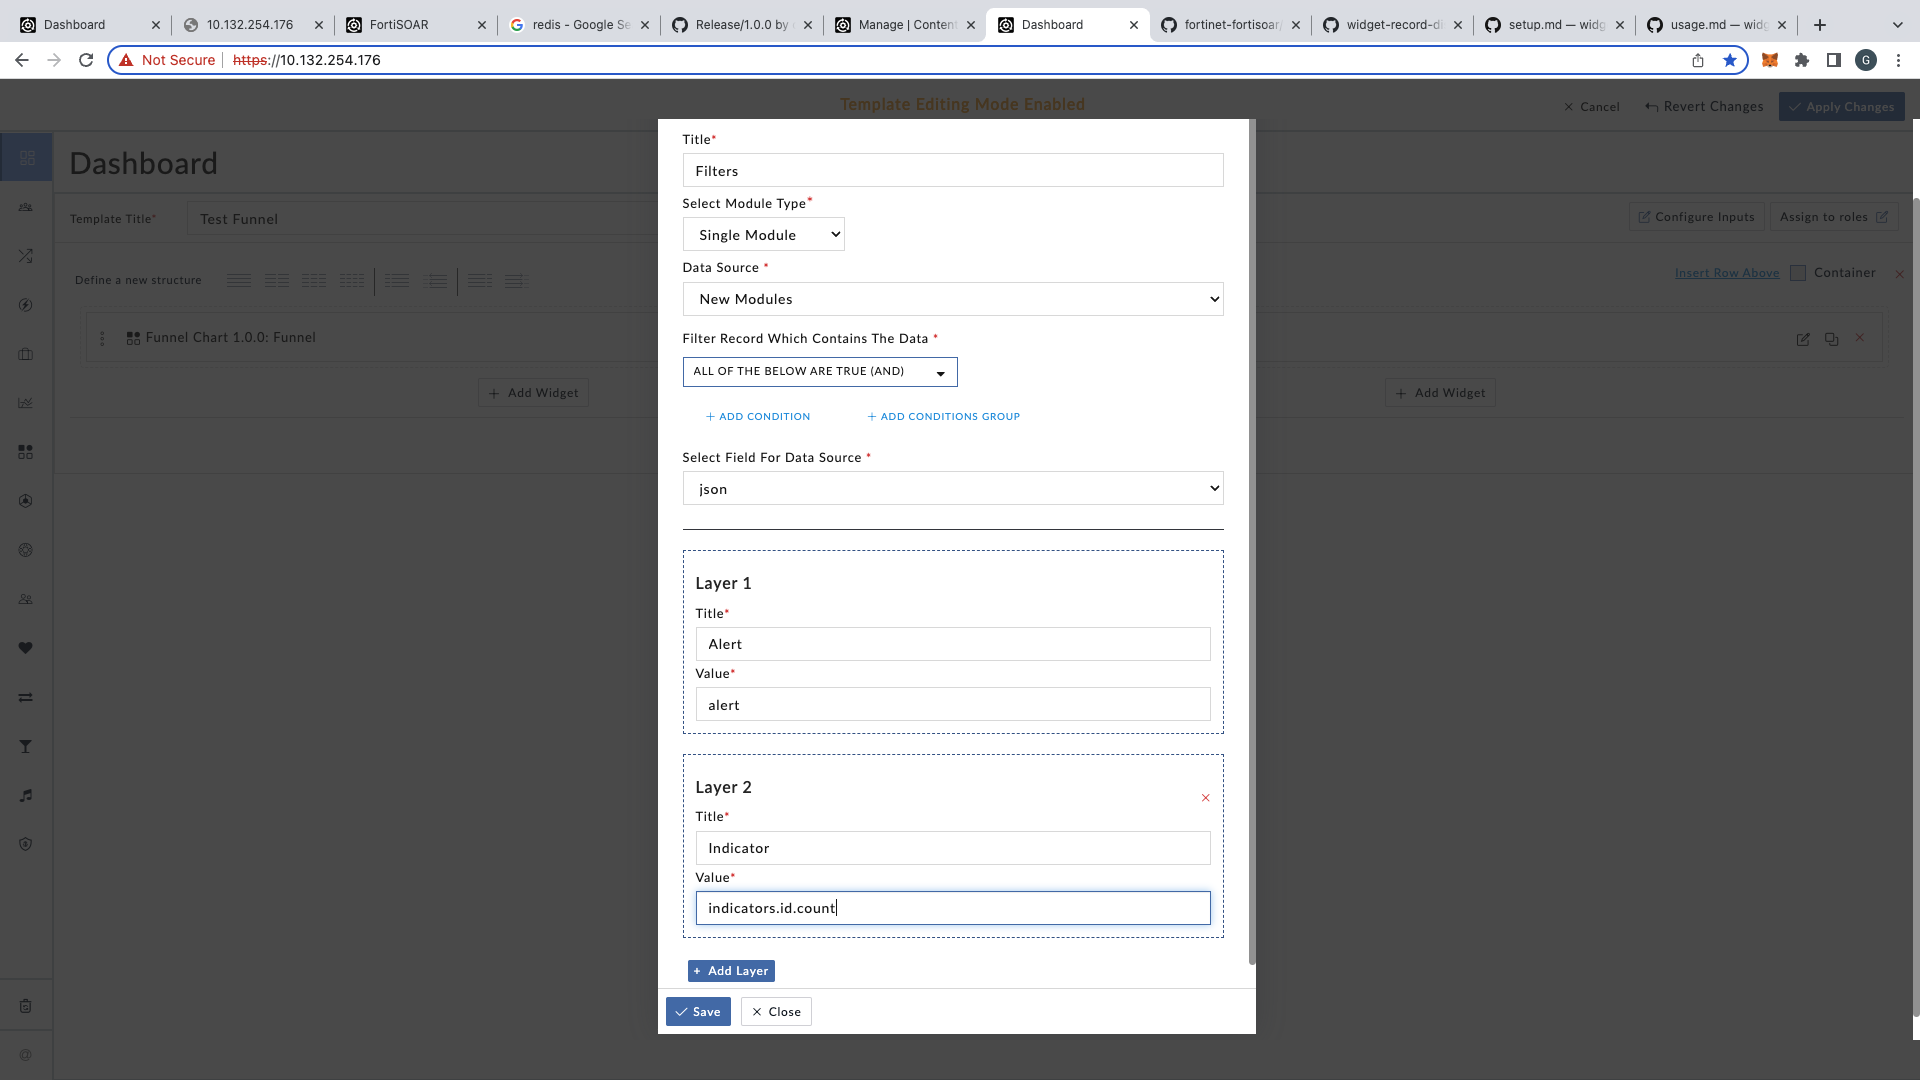 Dashboard
10.132.254.176
FortiSOAR
redis - Google Se
Release/1.0.0 by
Manage | Content
Dashboard
fortinet-fortisoar/
widget-record-di
setup.md — widg
usage.md — widg
Not Secure
https://10.132.254.176
G
Template Editing Mode Enabled
Cancel
Revert Changes
Apply Changes
Dashboard
Template Title*
Test Funnel
Configure Inputs
Assign to roles
Define a new structure
Insert Row Above
Container
Funnel Chart 1.0.0: Funnel
+ Add Widget
+ Add Widget
Title*
Filters
Select Module Type*
Single Module
Data Source *
New Modules
Filter Record Which Contains The Data *
ALL OF THE BELOW ARE TRUE (AND)
+ ADD CONDITION
+ ADD CONDITIONS GROUP
Select Field For Data Source *
json
Layer 1
Title*
Alert
Value*
alert
Layer 2
Title*
Indicator
Value*
indicators.id.count
+ Add Layer
Save
Close